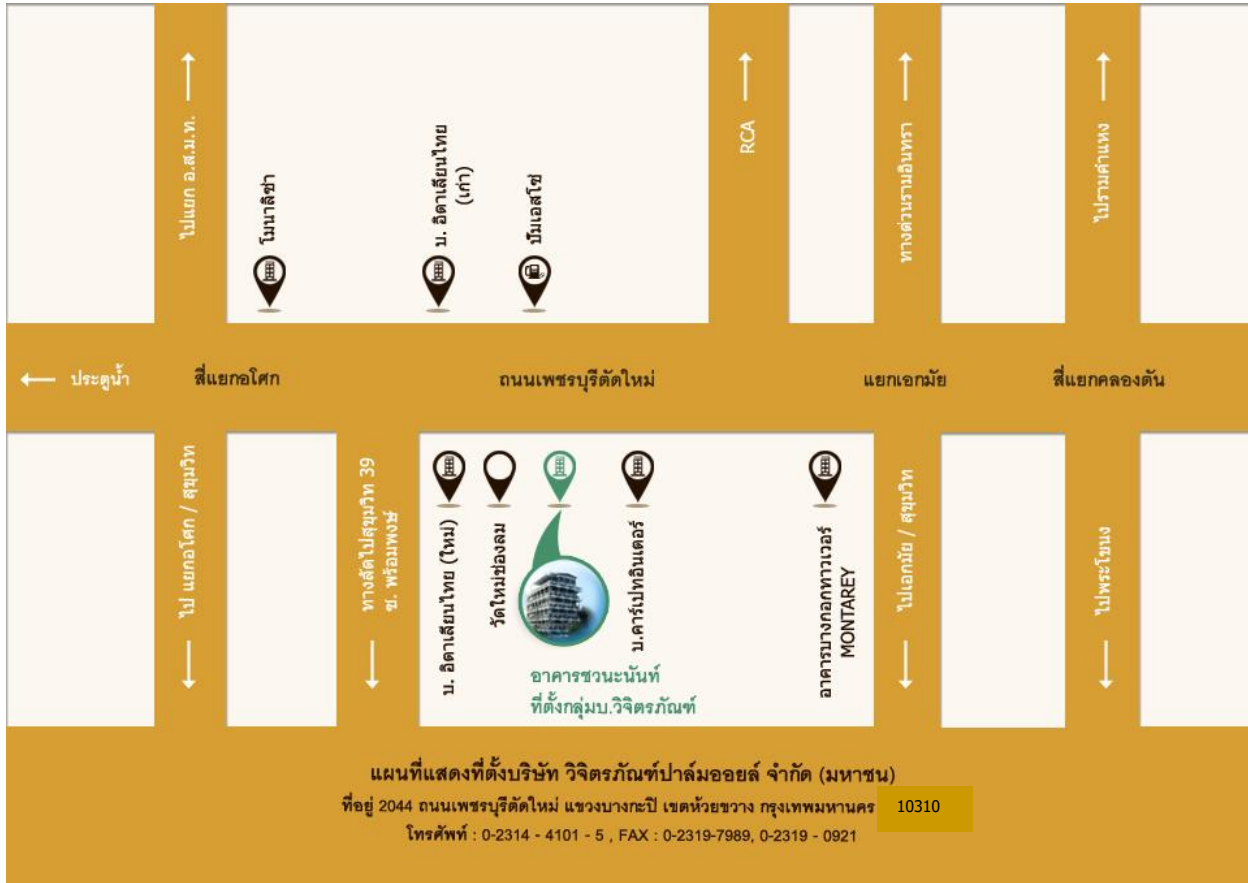 ไปแยก อ.ส.ม.ท.
โมนาลิซ่า
บ. อิตาเลียนไทย
(เก่า)
ปั๊มเอสโซ่
RCA
ทางด่วนรามอินทรา
ไปรามคำแหง
ประตูน้ำ
สี่แยกอโศก
ถนนเพชรบุรีตัดใหม่
แยกเอกมัย
สี่แยกคลองตัน
ไป แยกอโศก / สุขุมวิท
ทางลัดไปสุขุมวิท 39
ซ. พร้อมพงษ์
บ. อิตาเลียนไทย (ใหม่)
วัดใหม่ช่องลม
อาคารชวนะนันท์
ที่ตั้งกลุ่มบ.วิจิตรภัณฑ์
บ.คาร์เปทอินเตอร์
อาคารบางกอกทาวเวอร์
MONTAREY
ไปเอกมัย / สุขุมวิท
ไปพระโขนง
แผนที่แสดงที่ตั้งบริษัท วิจิตรภัณฑ์ปาล์มออยล์ จำกัด (มหาชน)
ที่อยู่ 2044 ถนนเพชรบุรีตัดใหม่ แขวงบางกะปิ เขตห้วยขวาง กรุงเทพมหานคร 10310
โทรศัพท์ : 0-2314 - 4101 - 5 , FAX : 0-2319-7989, 0-2319 - 0921